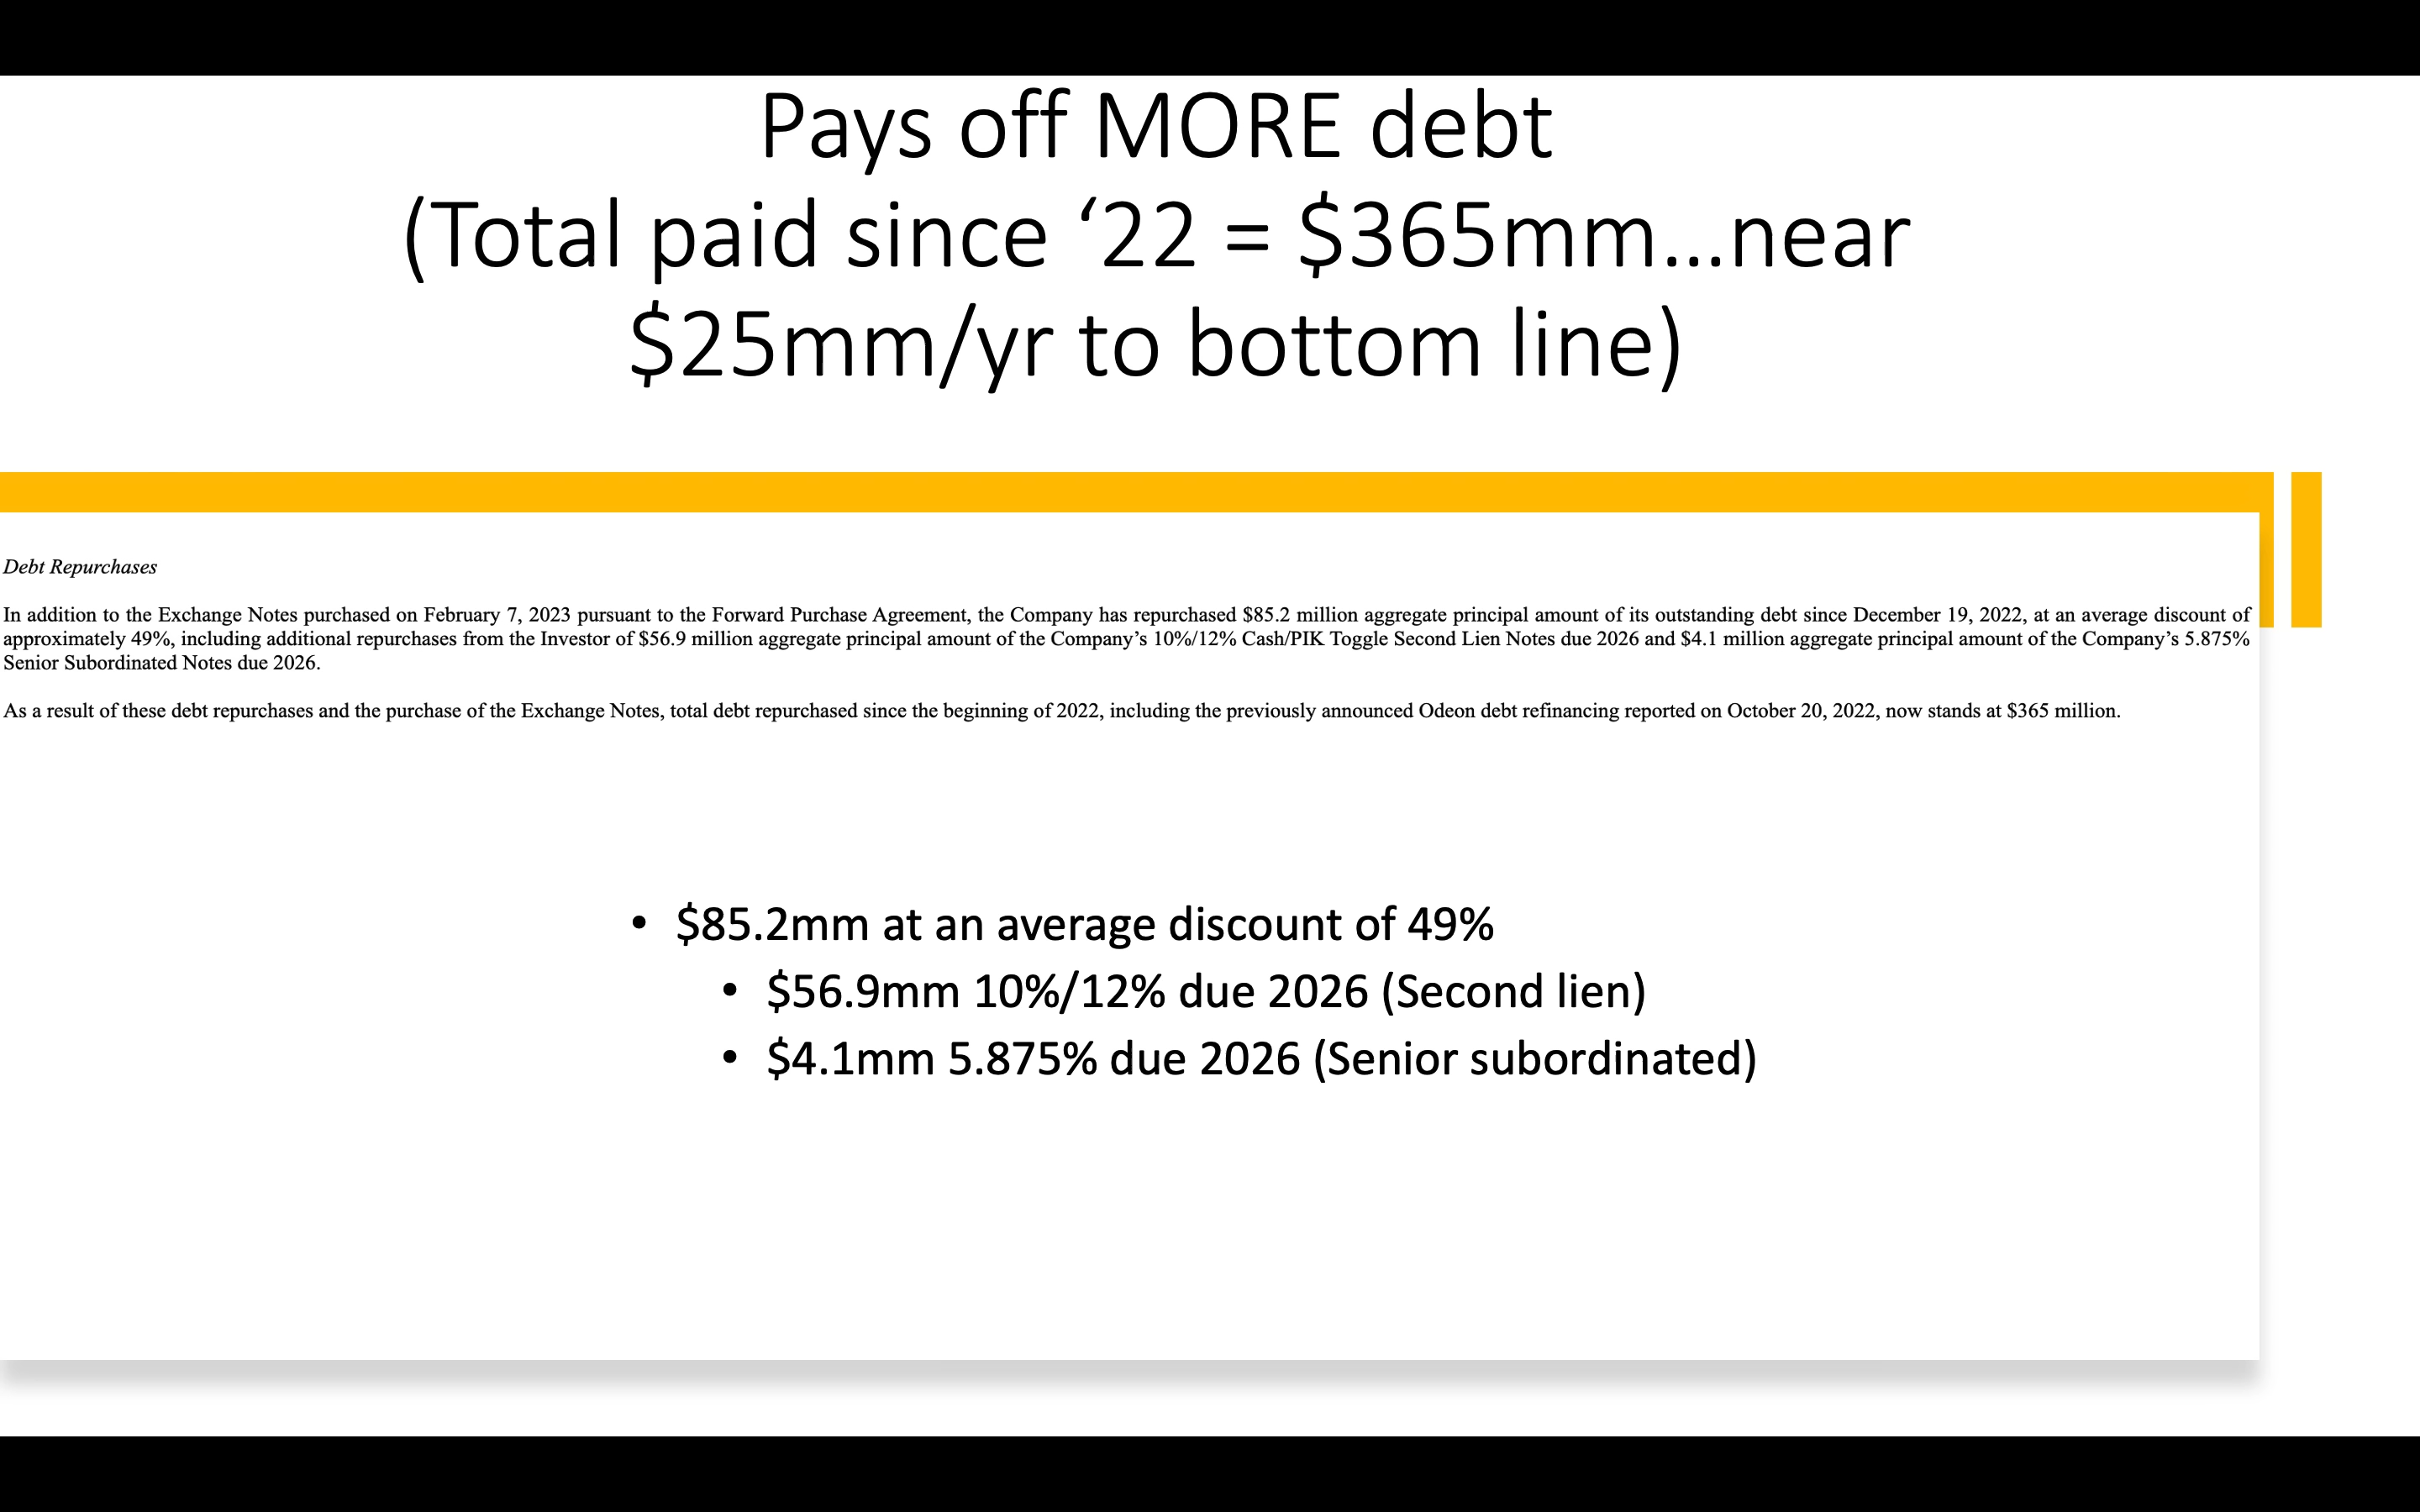 Pays off MORE debt
(Total paid since ‘22 = $365mm...near
$25mm/yr to bottom line)
Debt Repurchases
In addition to the Exchange Notes purchased on February 7, 2023 pursuant to the Forward Purchase Agreement, the Company has repurchased $85.2 million aggregate principal amount of its outstanding debt since December 19, 2022, at an average discount of
approximately 49%, including additional repurchases from the Investor of $56.9 million aggregate principal amount of the Company’s 10%/12% Cash/PIK Toggle Second Lien Notes due 2026 and $4.1 million aggregate principal amount of the Company’s 5.875%
Senior Subordinated Notes due 2026.
As a result of these debt repurchases and the purchase of the Exchange Notes, total debt repurchased since the beginning of 2022, including the previously announced Odeon debt refinancing reported on October 20, 2022, now stands at $365 million.
• $85.2mm at an average discount of 49%
• $56.9mm 10%/12% due 2026 (Second lien)
• $4.1mm 5.875% due 2026 (Senior subordinated)